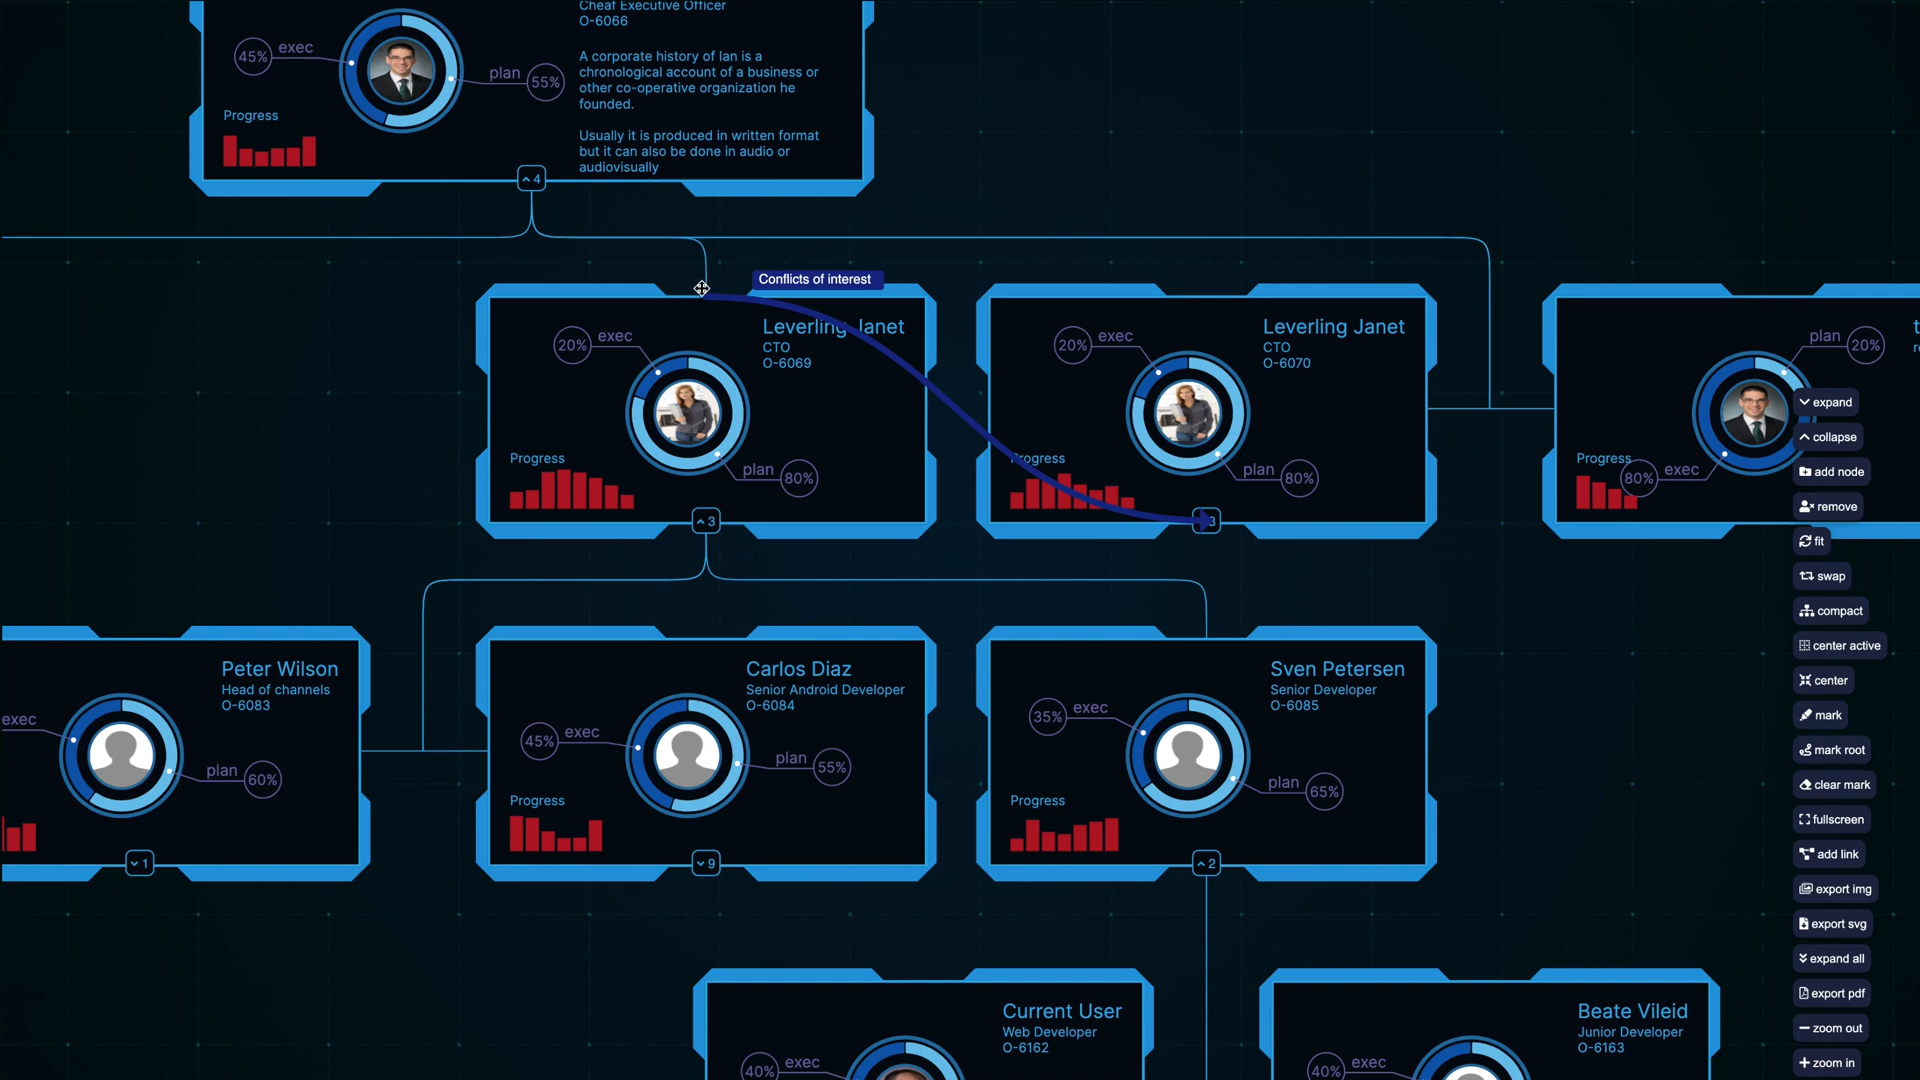 Cheaf Executive Officer
O-6066
45%
exec
A corporate history of Ian is a
chronological account of a business or
other co-operative organization he
founded.
plan
55%
Progress
Usually it is produced in written format
but it can also be done in audio or
audiovisually
4
Conflicts of interest
Leverling Janet
CTO
O-6069
20%
exec
Progress
plan
80%
3
Leverling Janet
CTO
O-6070
20%
exec
Progress
plan
80%
3
plan
20%
Progress
80%
exec
Peter Wilson
Head of channels
O-6083
exec
plan
60%
1
Carlos Diaz
Senior Android Developer
O-6084
45%
exec
plan
55%
Progress
9
Sven Petersen
Senior Developer
O-6085
35%
exec
plan
65%
Progress
2
Current User
Web Developer
O-6162
40%
exec
Beate Vileid
Junior Developer
O-6163
40%
exec
expand
collapse
add node
remove
fit
swap
compact
center active
center
mark
mark root
clear mark
fullscreen
add link
export img
export svg
expand all
export pdf
zoom out
zoom in